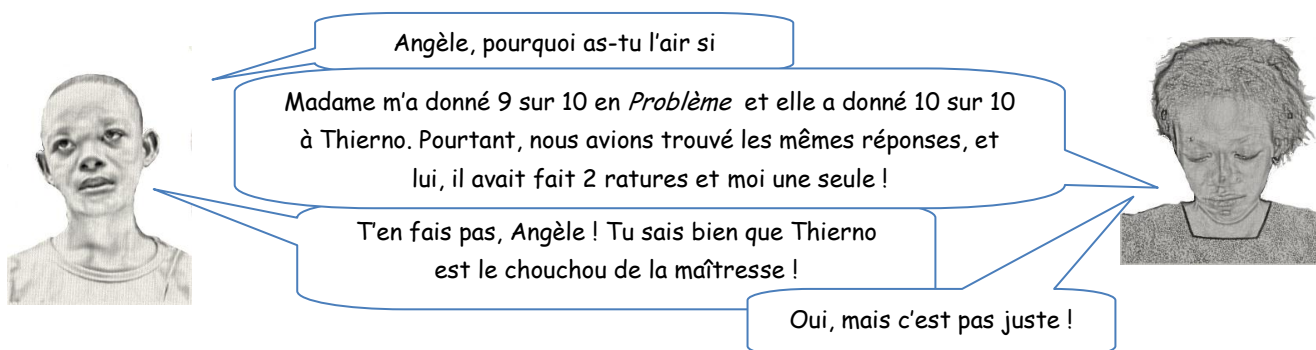 Angèle, pourquoi as-tu l'air si
Madame m'a donné 9 sur 10 en Problème et elle a donné 10 sur 10
à Thierno. Pourtant, nous avions trouvé les mêmes réponses, et
lui, il avait fait 2 ratures et moi une seule !
T'en fais pas, Angèle ! Tu sais bien que Thierno
est le chouchou de la maîtresse !
Oui, mais c'est pas juste !